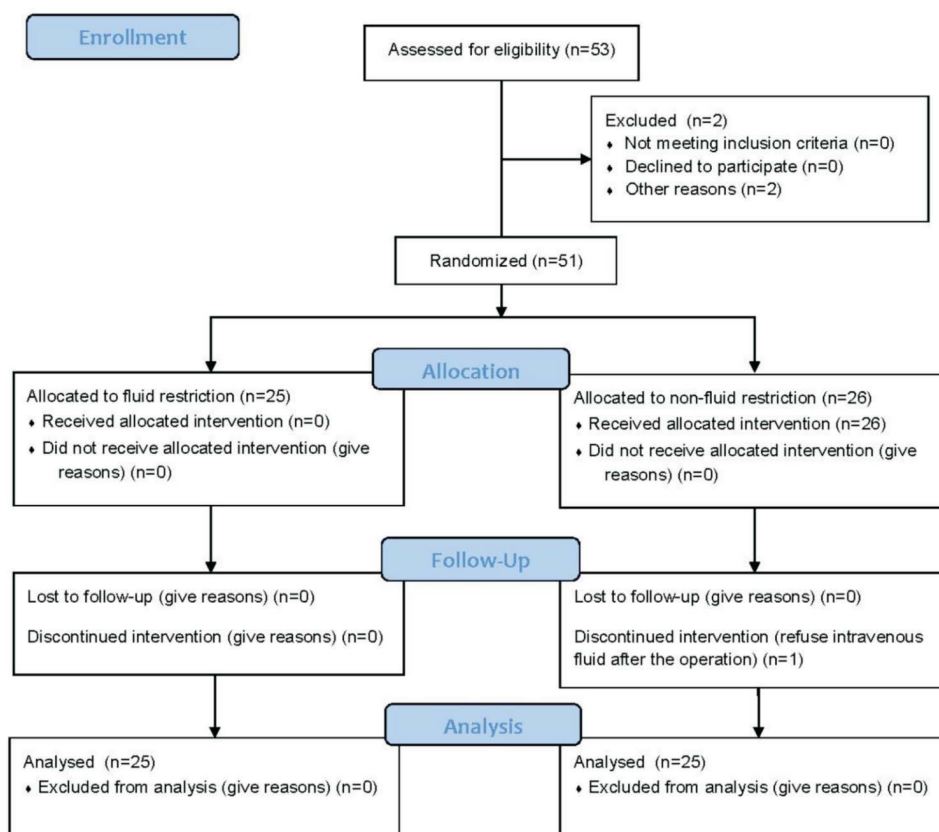 Enrollment
Assessed for eligibility (n=53)
Excluded (n=2)
♦ Not meeting inclusion criteria (n=0)
♦ Declined to participate (n=0)
♦ Other reasons (n=2)
Randomized (n=51)
Allocation
Allocated to fluid restriction (n=25)
♦ Received allocated intervention (n=0)
♦ Did not receive allocated intervention (give
reasons) (n=0)
Allocated to non-fluid restriction (n=26)
♦ Received allocated intervention (n=26)
♦ Did not receive allocated intervention (give
reasons) (n=0)
Follow-Up
Lost to follow-up (give reasons) (n=0)
Discontinued intervention (give reasons) (n=0)
Lost to follow-up (give reasons) (n=0)
Discontinued intervention (refuse intravenous
fluid after the operation) (n=1)
Analysis
Analysed (n=25)
♦ Excluded from analysis (give reasons) (n=0)
Analysed (n=25)
♦ Excluded from analysis (give reasons) (n=0)